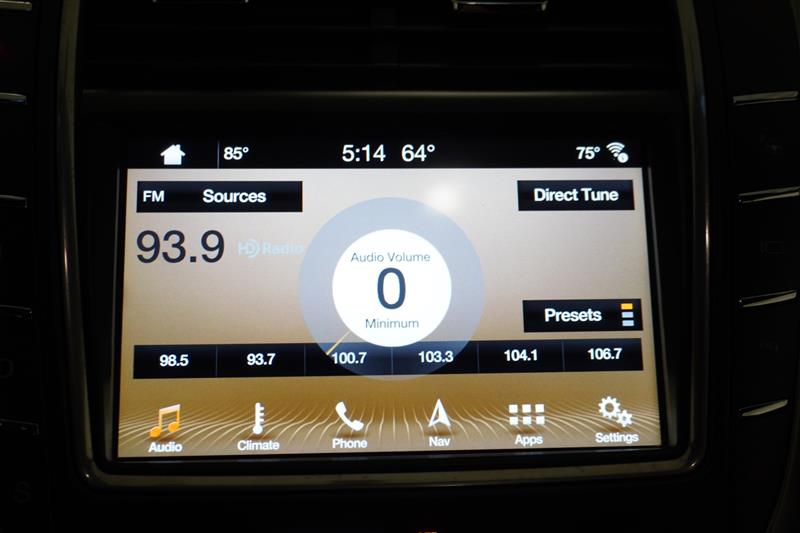 85° 5:14 64° 75°
FM Sources Direct Tune
93.9 HD Radio
Audio Volume
0
Minimum
Presets
98.5 93.7 100.7 103.3 104.1 106.7
Audio Climate Phone Nav Apps Settings